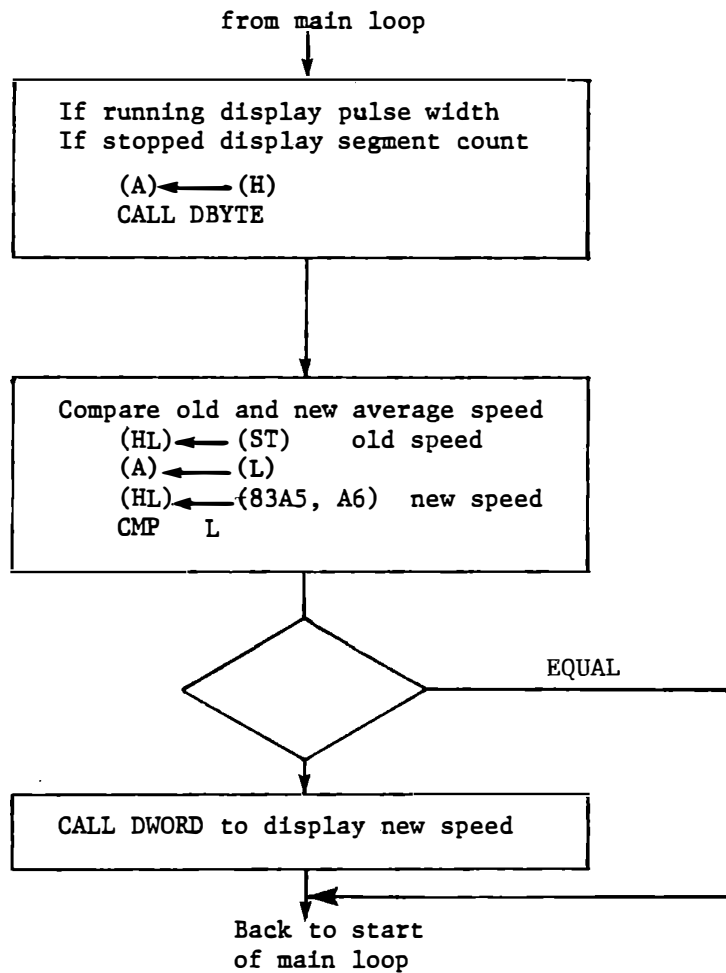 from main loop
If running display pulse width
If stopped display segment count
(A) ← (H)
CALL DBYTE
Compare old and new average speed
(HL) ← (ST) old speed
(A) ← (L)
(HL) ← (83A5, A6) new speed
CMP L
EQUAL
CALL DWORD to display new speed
Back to start
of main loop